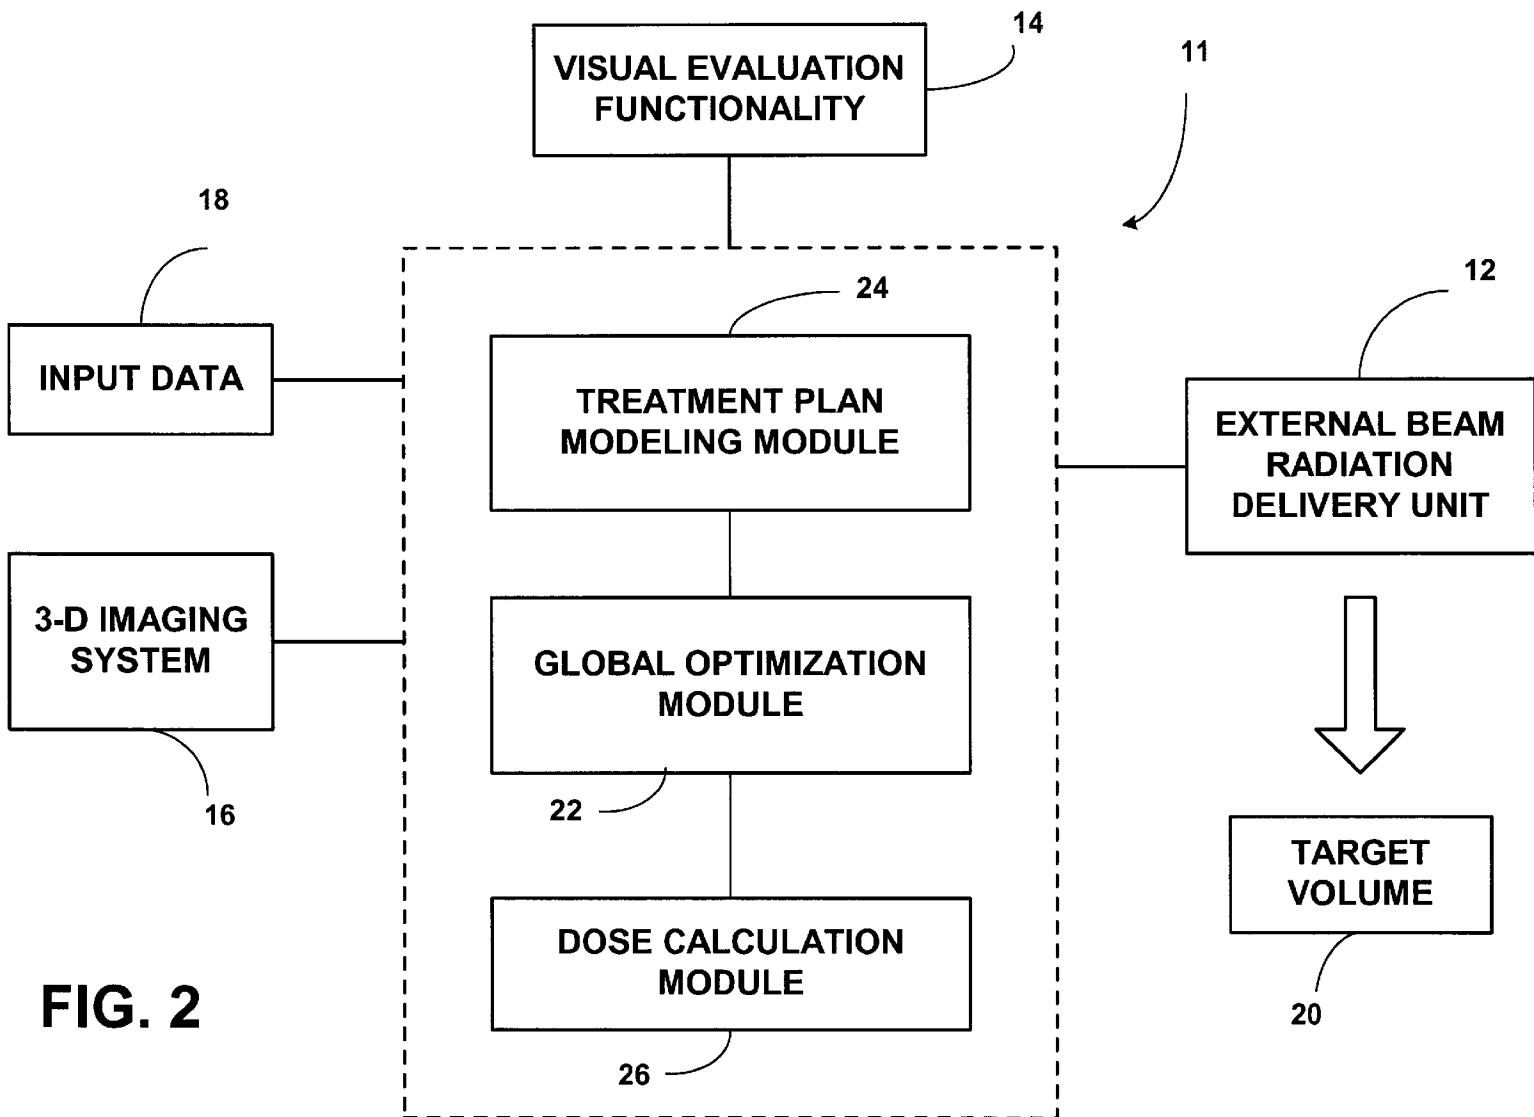 14
VISUAL EVALUATION
FUNCTIONALITY
11
18
INPUT DATA
24
TREATMENT PLAN
MODELING MODULE
12
EXTERNAL BEAM
RADIATION
DELIVERY UNIT
3-D IMAGING
SYSTEM
16
GLOBAL OPTIMIZATION
MODULE
22
TARGET
VOLUME
20
DOSE CALCULATION
MODULE
26
FIG. 2